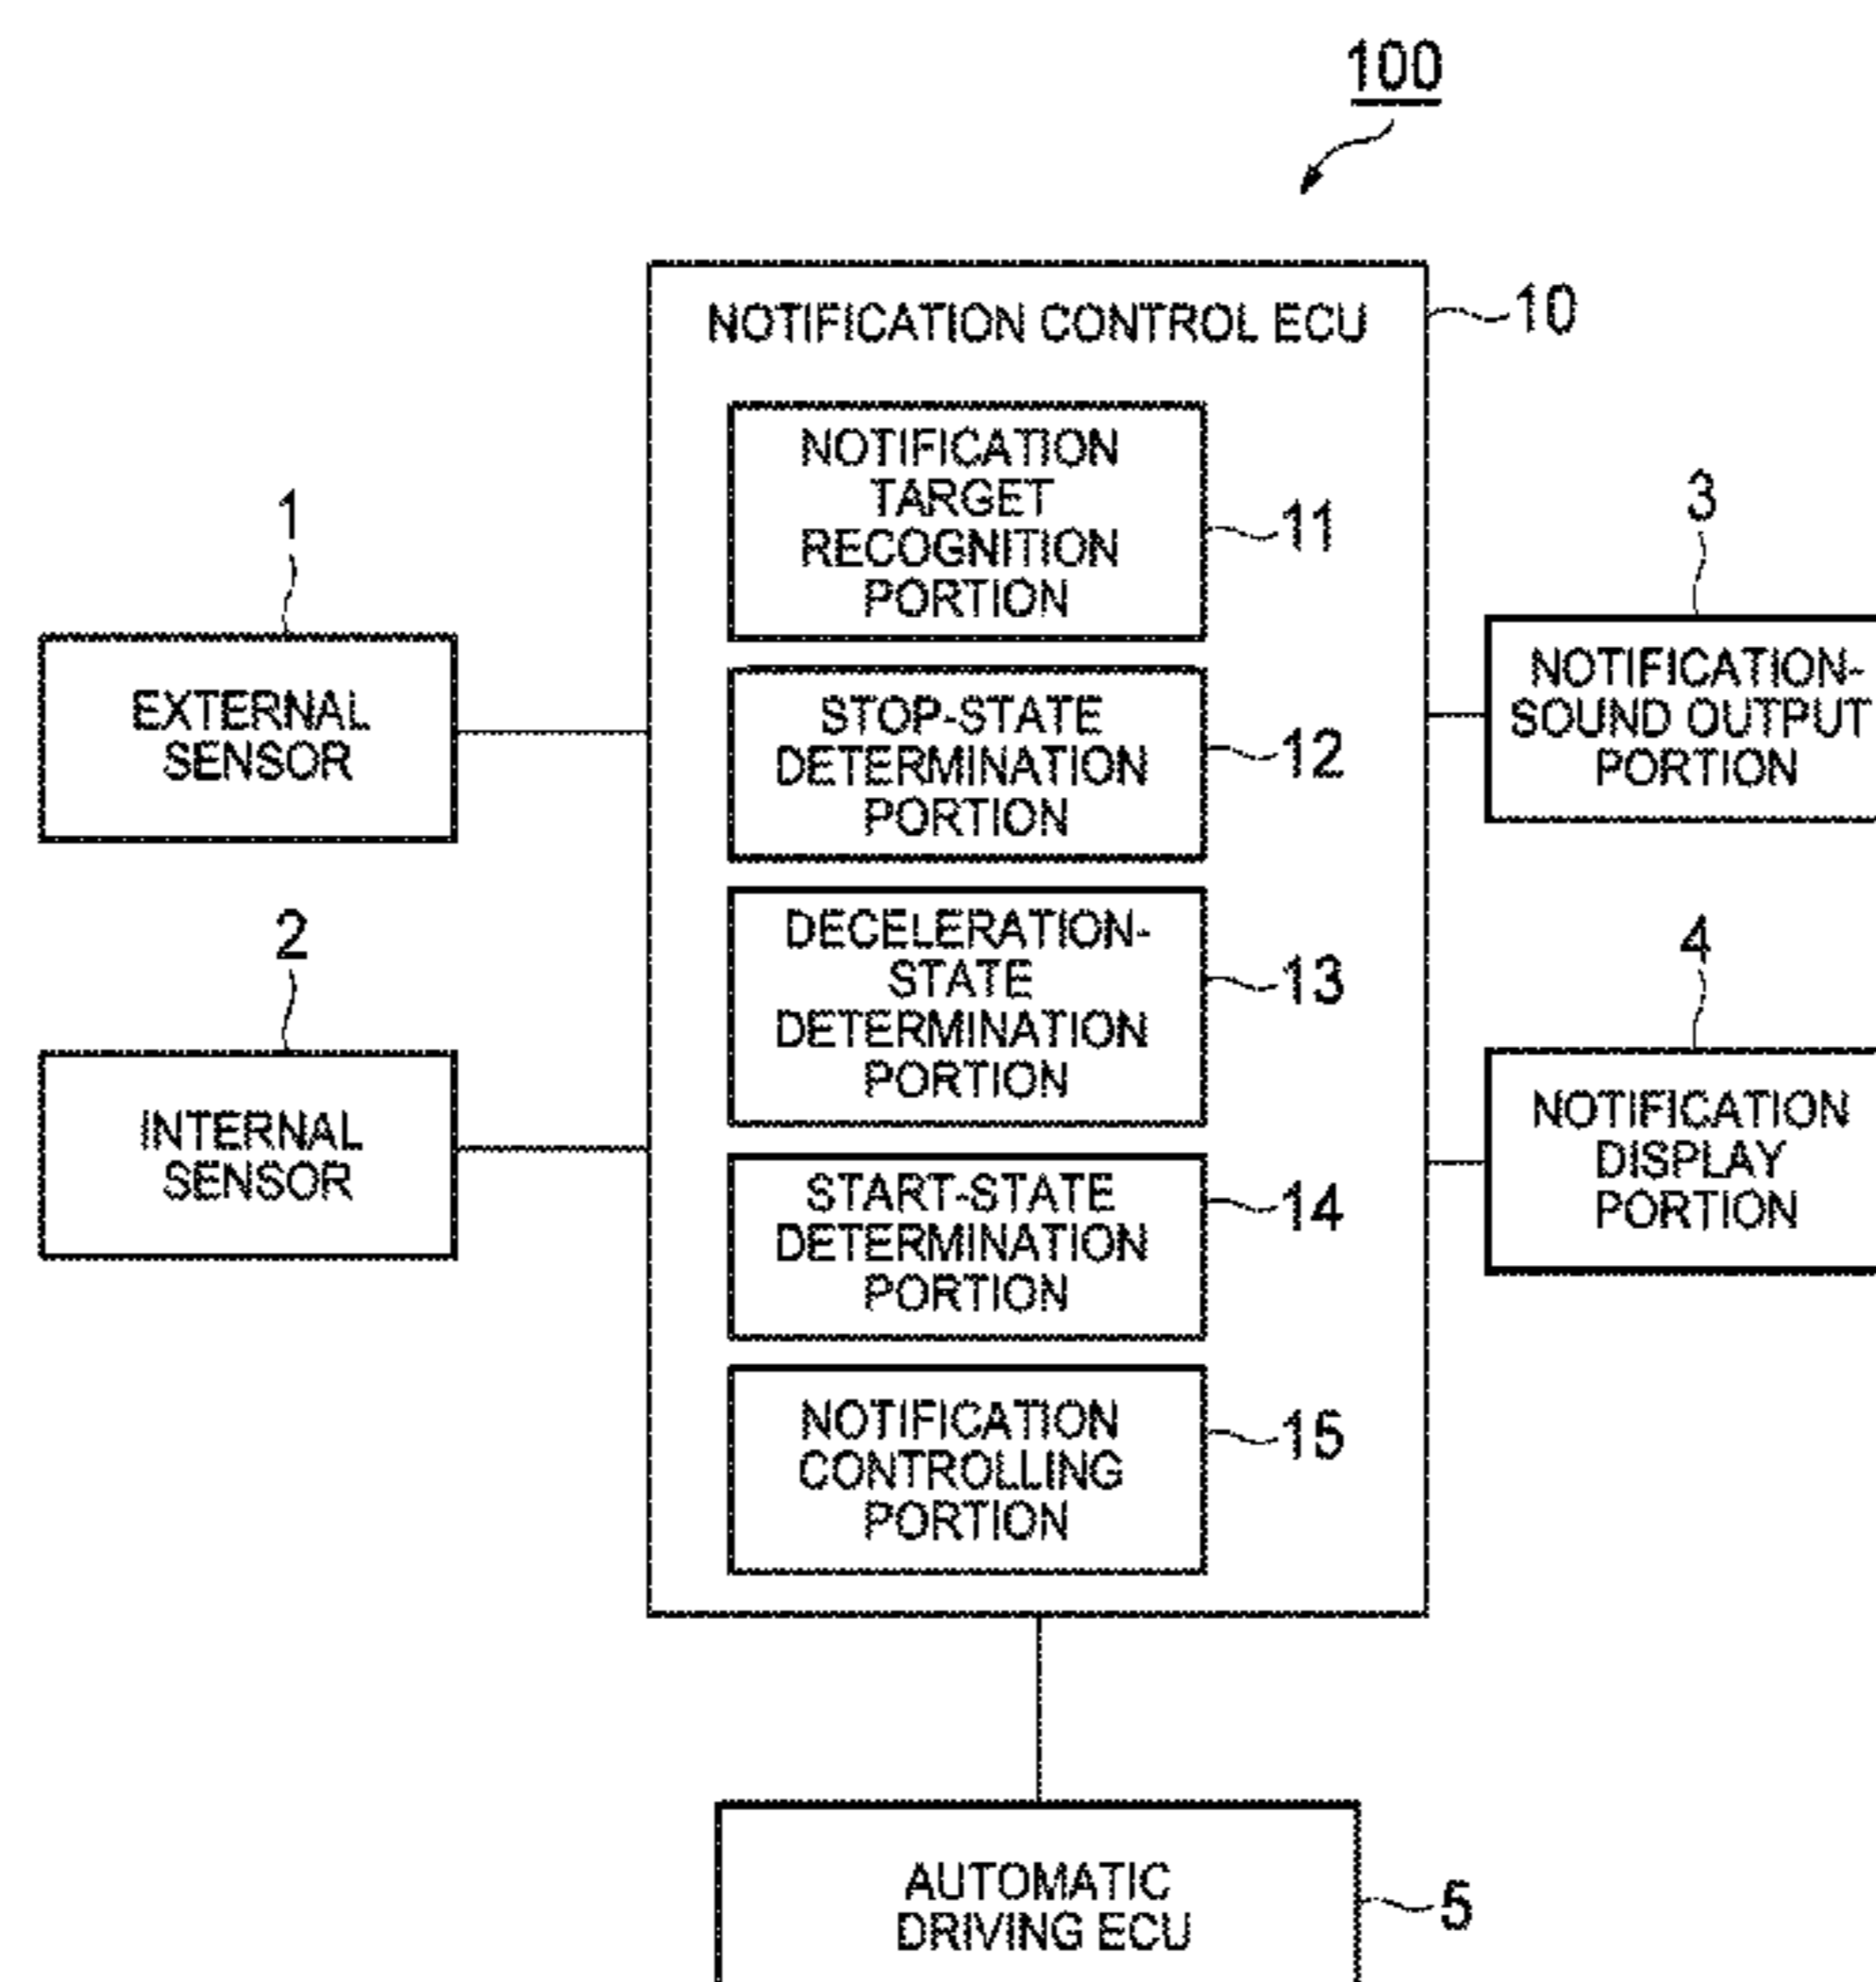 100
NOTIFICATION CONTROL ECU
10
NOTIFICATION
TARGET
RECOGNITION
PORTION
11
STOP-STATE
DETERMINATION
PORTION
12
DECELERATION-
STATE
DETERMINATION
PORTION
13
START-STATE
DETERMINATION
PORTION
14
NOTIFICATION
CONTROLLING
PORTION
15
1
EXTERNAL
SENSOR
2
INTERNAL
SENSOR
3
NOTIFICATION-
SOUND OUTPUT
PORTION
4
NOTIFICATION
DISPLAY
PORTION
AUTOMATIC
DRIVING ECU
5